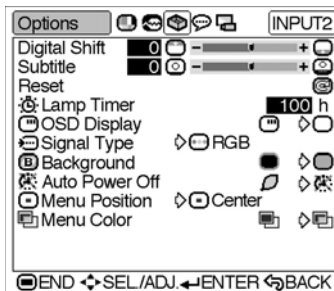 Options INPUT2
Digital Shift 0 - +
Subtitle 0 - +
Reset
Lamp Timer 100 h
OSD Display
Signal Type RGB
B Background
Auto Power Off
Menu Position Center
Menu Color
END SEL./ADJ. ENTER BACK